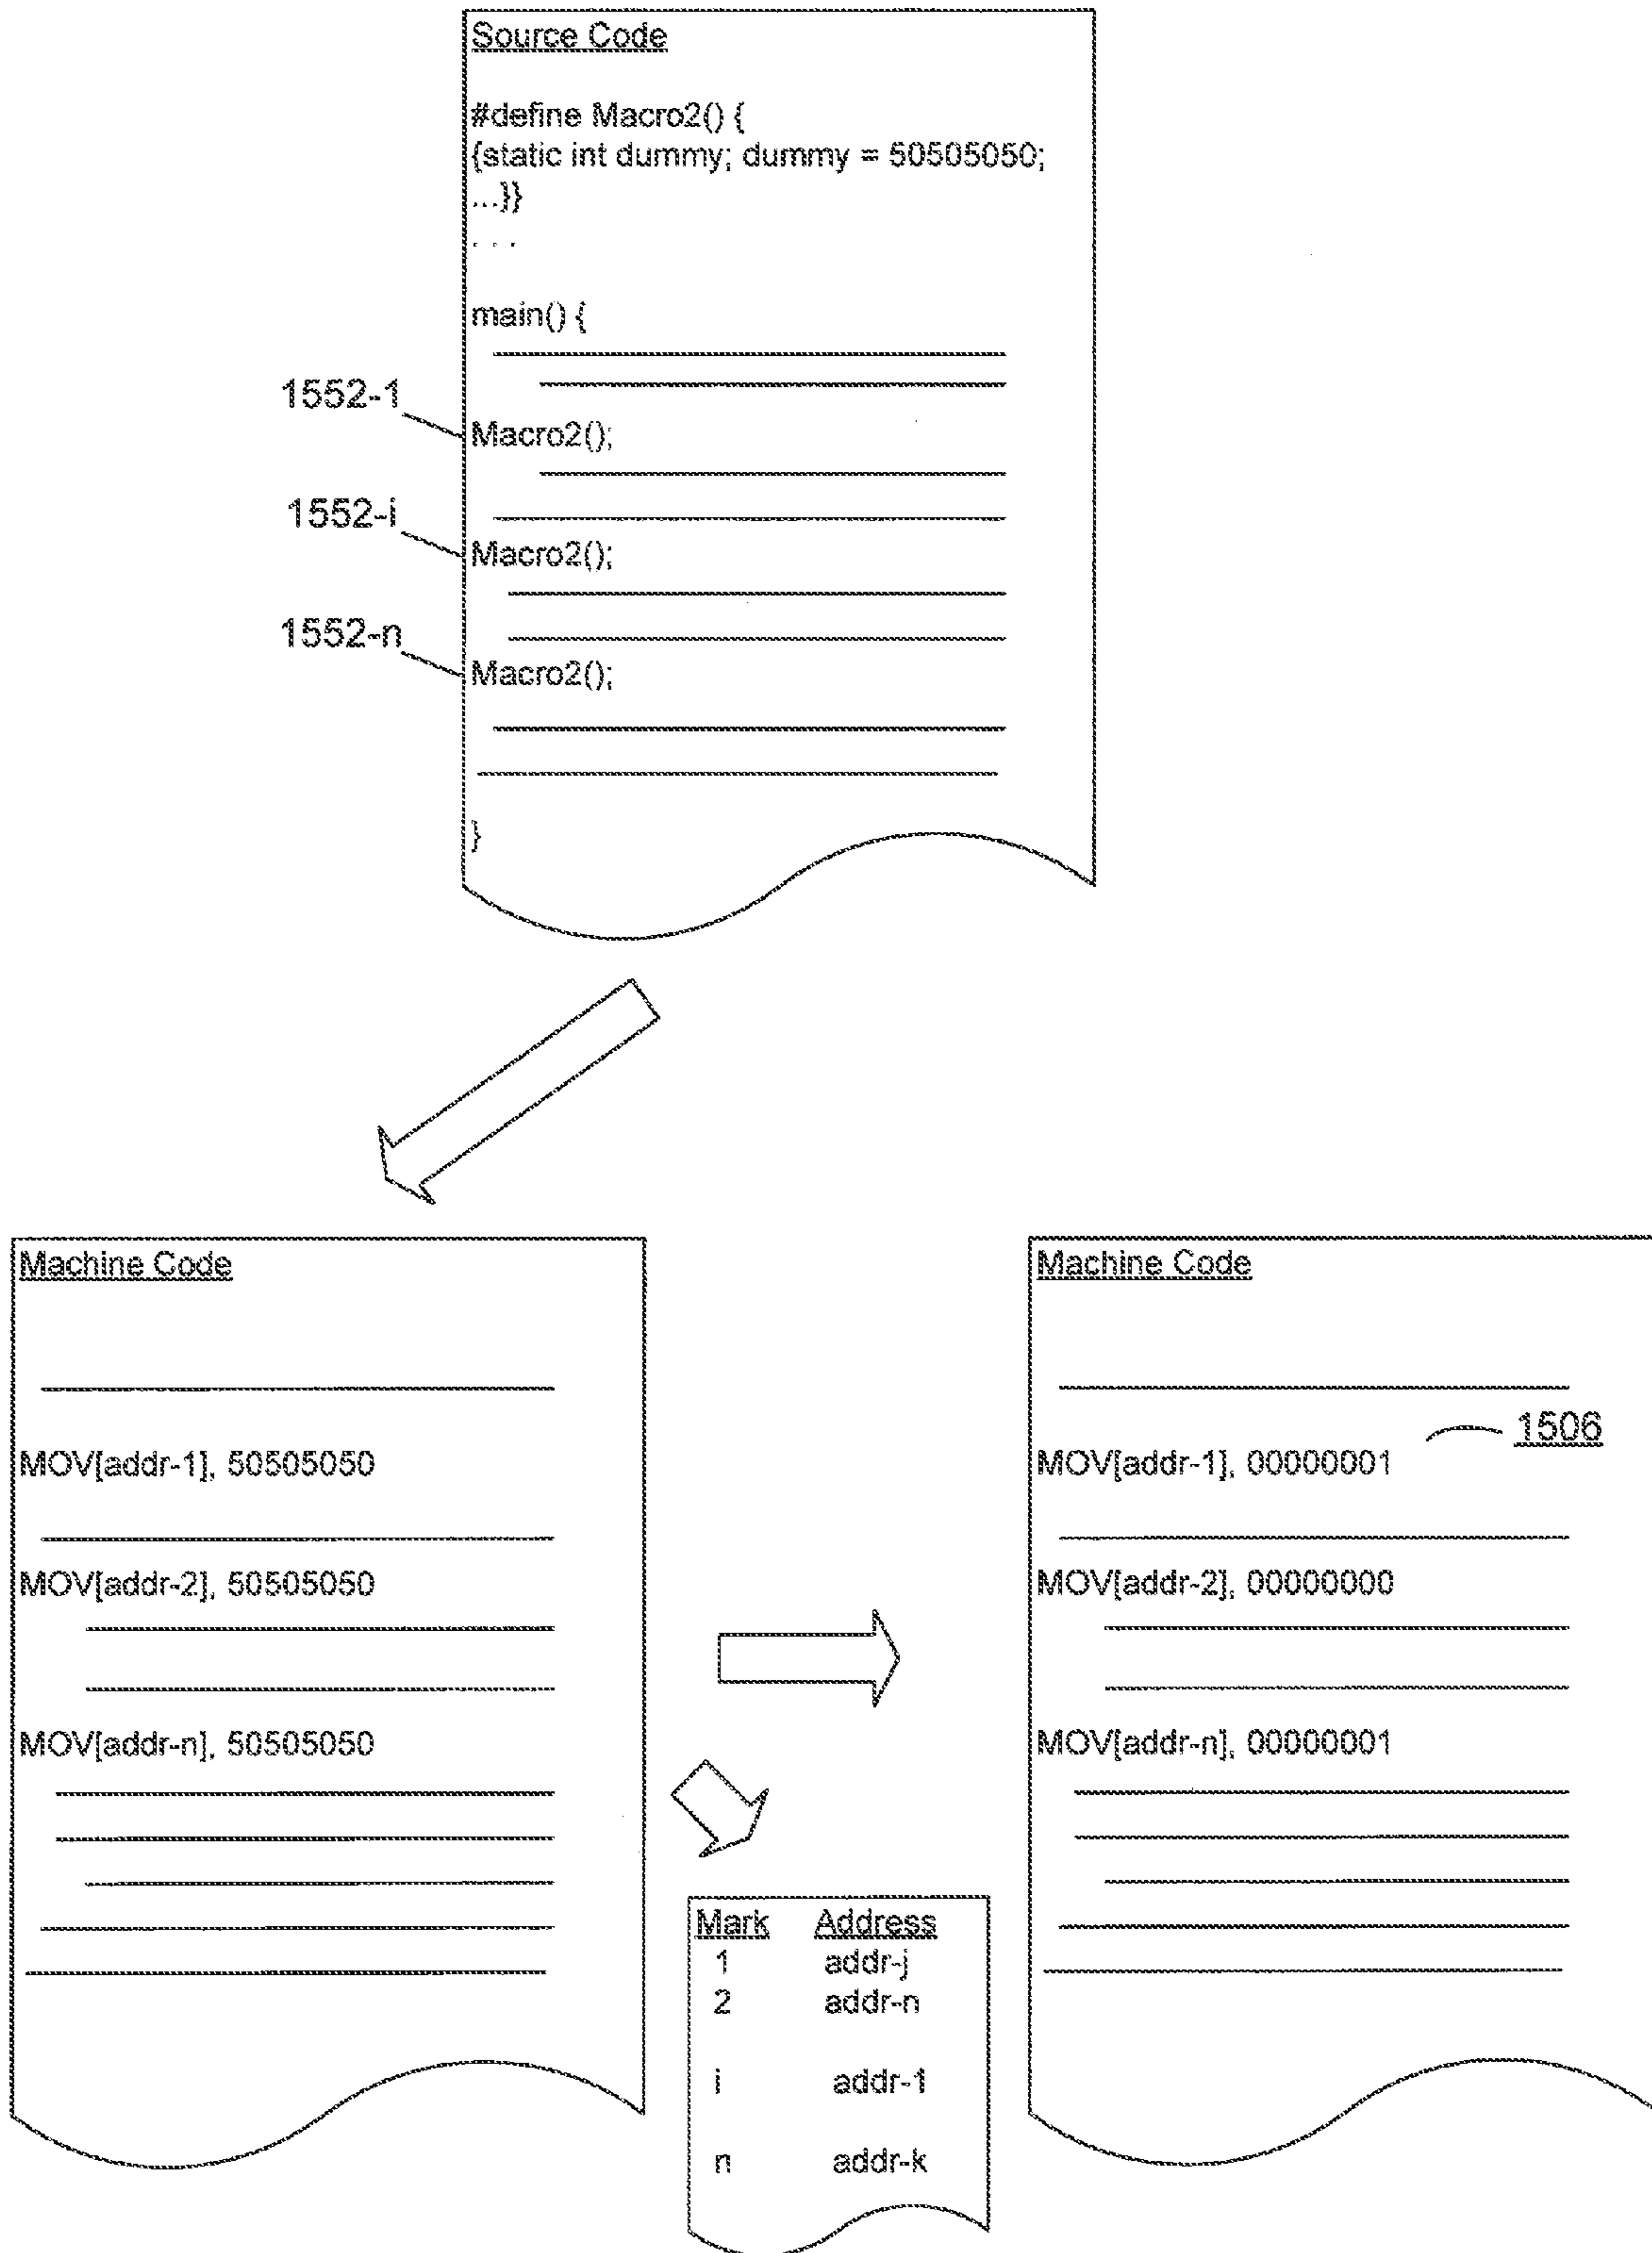 Source Code
#define Macro2() {
{static int dummy; dummy = 50505050;
...}}
. . .
main() {
1552-1
Macro2();
1552-i
Macro2();
1552-n
Macro2();
}
Machine Code
MOV[addr-1], 50505050
MOV[addr-2], 50505050
MOV[addr-n], 50505050
Machine Code
1506
MOV[addr-1], 00000001
MOV[addr-2], 00000000
MOV[addr-n], 00000001
Mark Address
1 addr-j
2 addr-n
i addr-1
n addr-k